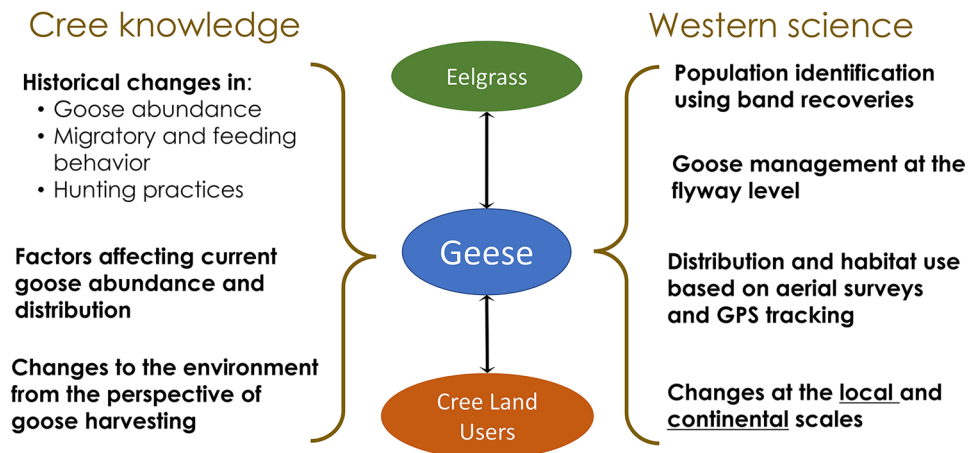 Cree knowledge
Historical changes in:
• Goose abundance
• Migratory and feeding
behavior
• Hunting practices
Factors affecting current
goose abundance and
distribution
Changes to the environment
from the perspective of
goose harvesting
Eelgrass
Geese
Cree Land
Users
Western science
Population identification
using band recoveries
Goose management at the
flyway level
Distribution and habitat use
based on aerial surveys
and GPS tracking
Changes at the local and
continental scales